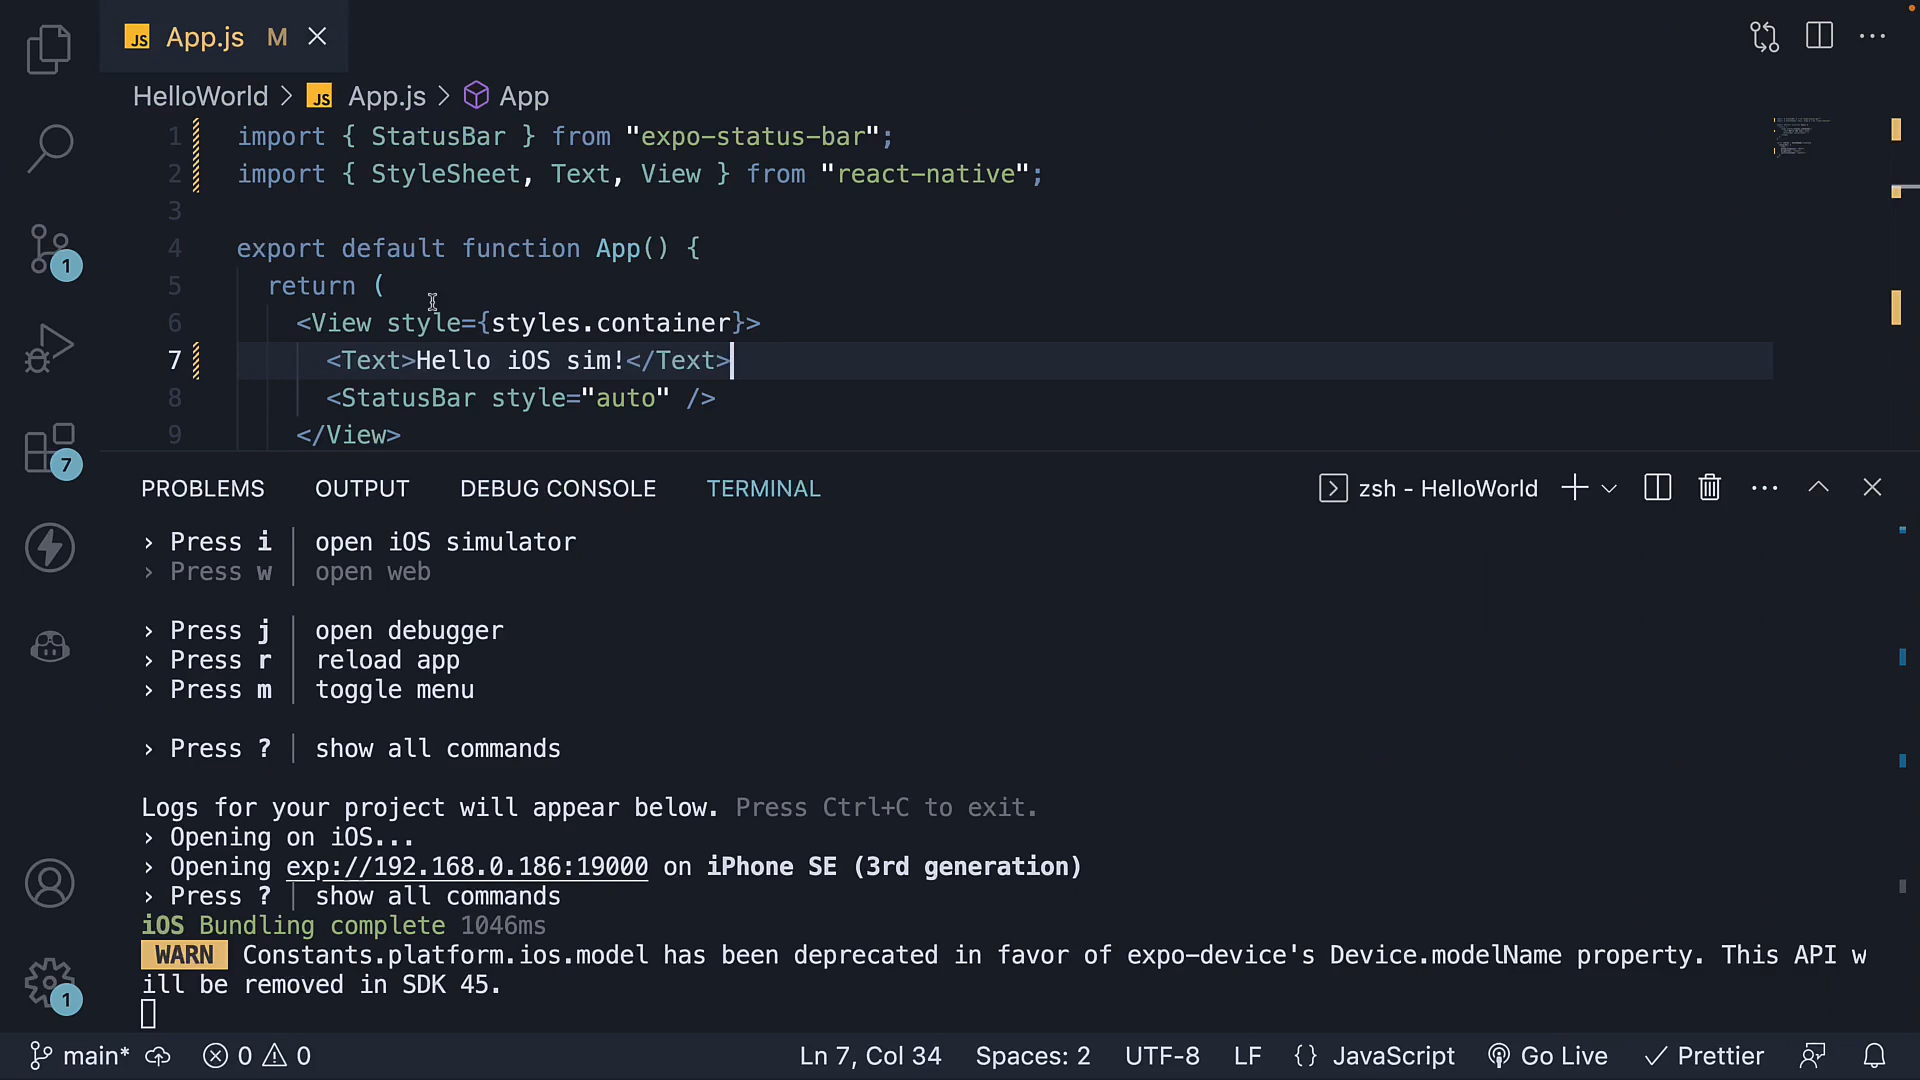 JS App.js M
HelloWorld > JS App.js > App
1 import { StatusBar } from "expo-status-bar";
2 import { StyleSheet, Text, View } from "react-native";
3
4 export default function App() {
5 return (
6 <View style={styles.container}>
7 <Text>Hello iOS sim!</Text>
8 <StatusBar style="auto" />
9 </View>
1
7
1
PROBLEMS OUTPUT DEBUG CONSOLE TERMINAL zsh - HelloWorld
› Press i │ open iOS simulator
› Press w │ open web
› Press j │ open debugger
› Press r │ reload app
› Press m │ toggle menu
› Press ? │ show all commands
Logs for your project will appear below. Press Ctrl+C to exit.
› Opening on iOS...
› Opening exp://192.168.0.186:19000 on iPhone SE (3rd generation)
› Press ? │ show all commands
iOS Bundling complete 1046ms
WARN Constants.platform.ios.model has been deprecated in favor of expo-device's Device.modelName property. This API w
ill be removed in SDK 45.
main* 0 0 Ln 7, Col 34 Spaces: 2 UTF-8 LF {} JavaScript Go Live Prettier